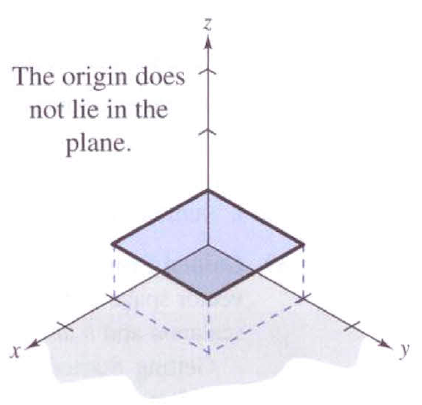 z
The origin does
not lie in the
plane.
x
y